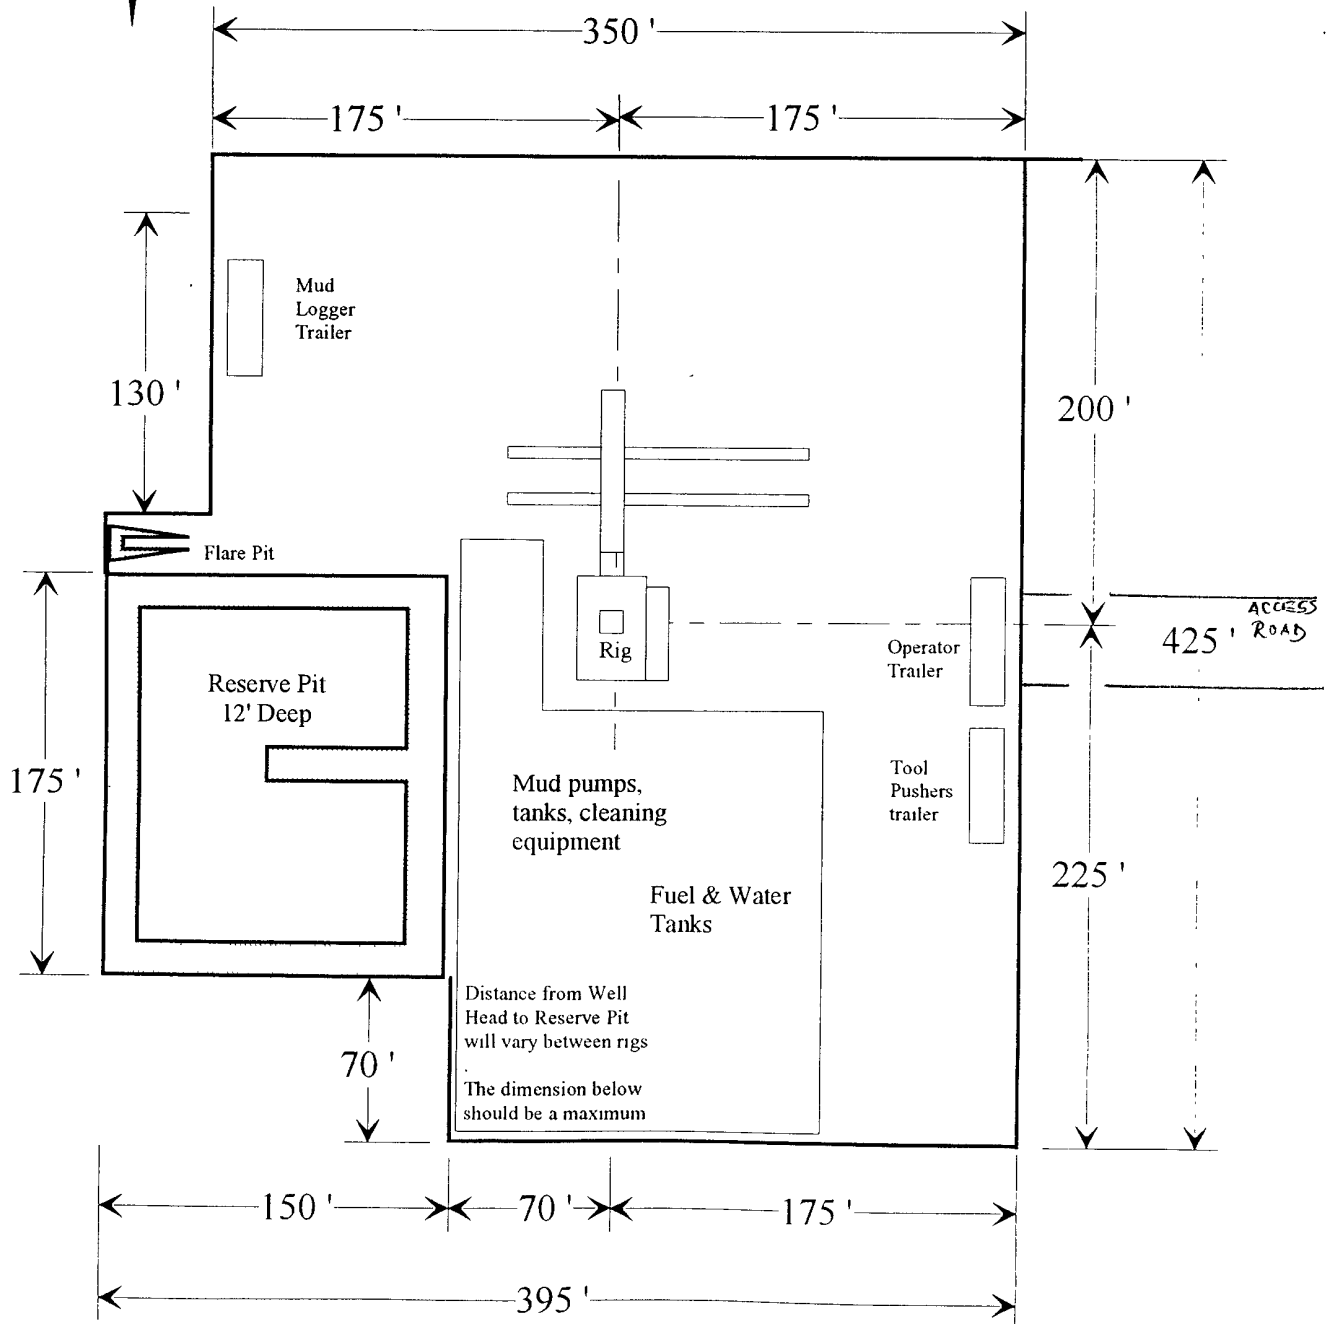 350 '
175 '
175 '
Mud
Logger
Trailer
130 '
200 '
Flare Pit
ACCESS
ROAD
425 '
Rig
Operator
Trailer
Reserve Pit
12' Deep
175 '
Mud pumps,
tanks, cleaning
equipment
Tool
Pushers
trailer
225 '
Fuel & Water
Tanks
Distance from Well
Head to Reserve Pit
will vary between rigs
70 '
The dimension below
should be a maximum
150 '
70 '
175 '
395 '